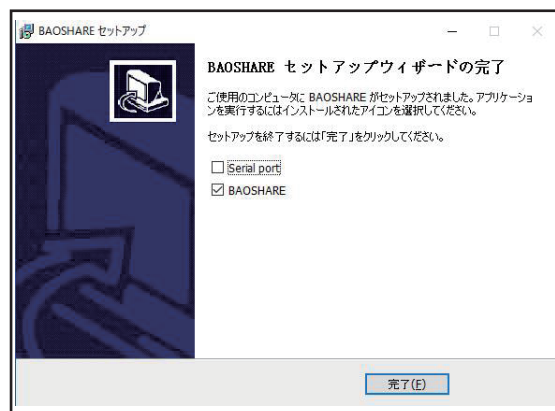 BAOSHARE セットアップ
BAOSHARE セットアップウィザードの完了
ご使用のコンピュータに BAOSHARE がセットアップされました。アプリケーショ
ンを実行するにはインストールされたアイコンを選択してください。
セットアップを終了するには「完了」をクリックしてください。
Serial port
BAOSHARE
完了(F)